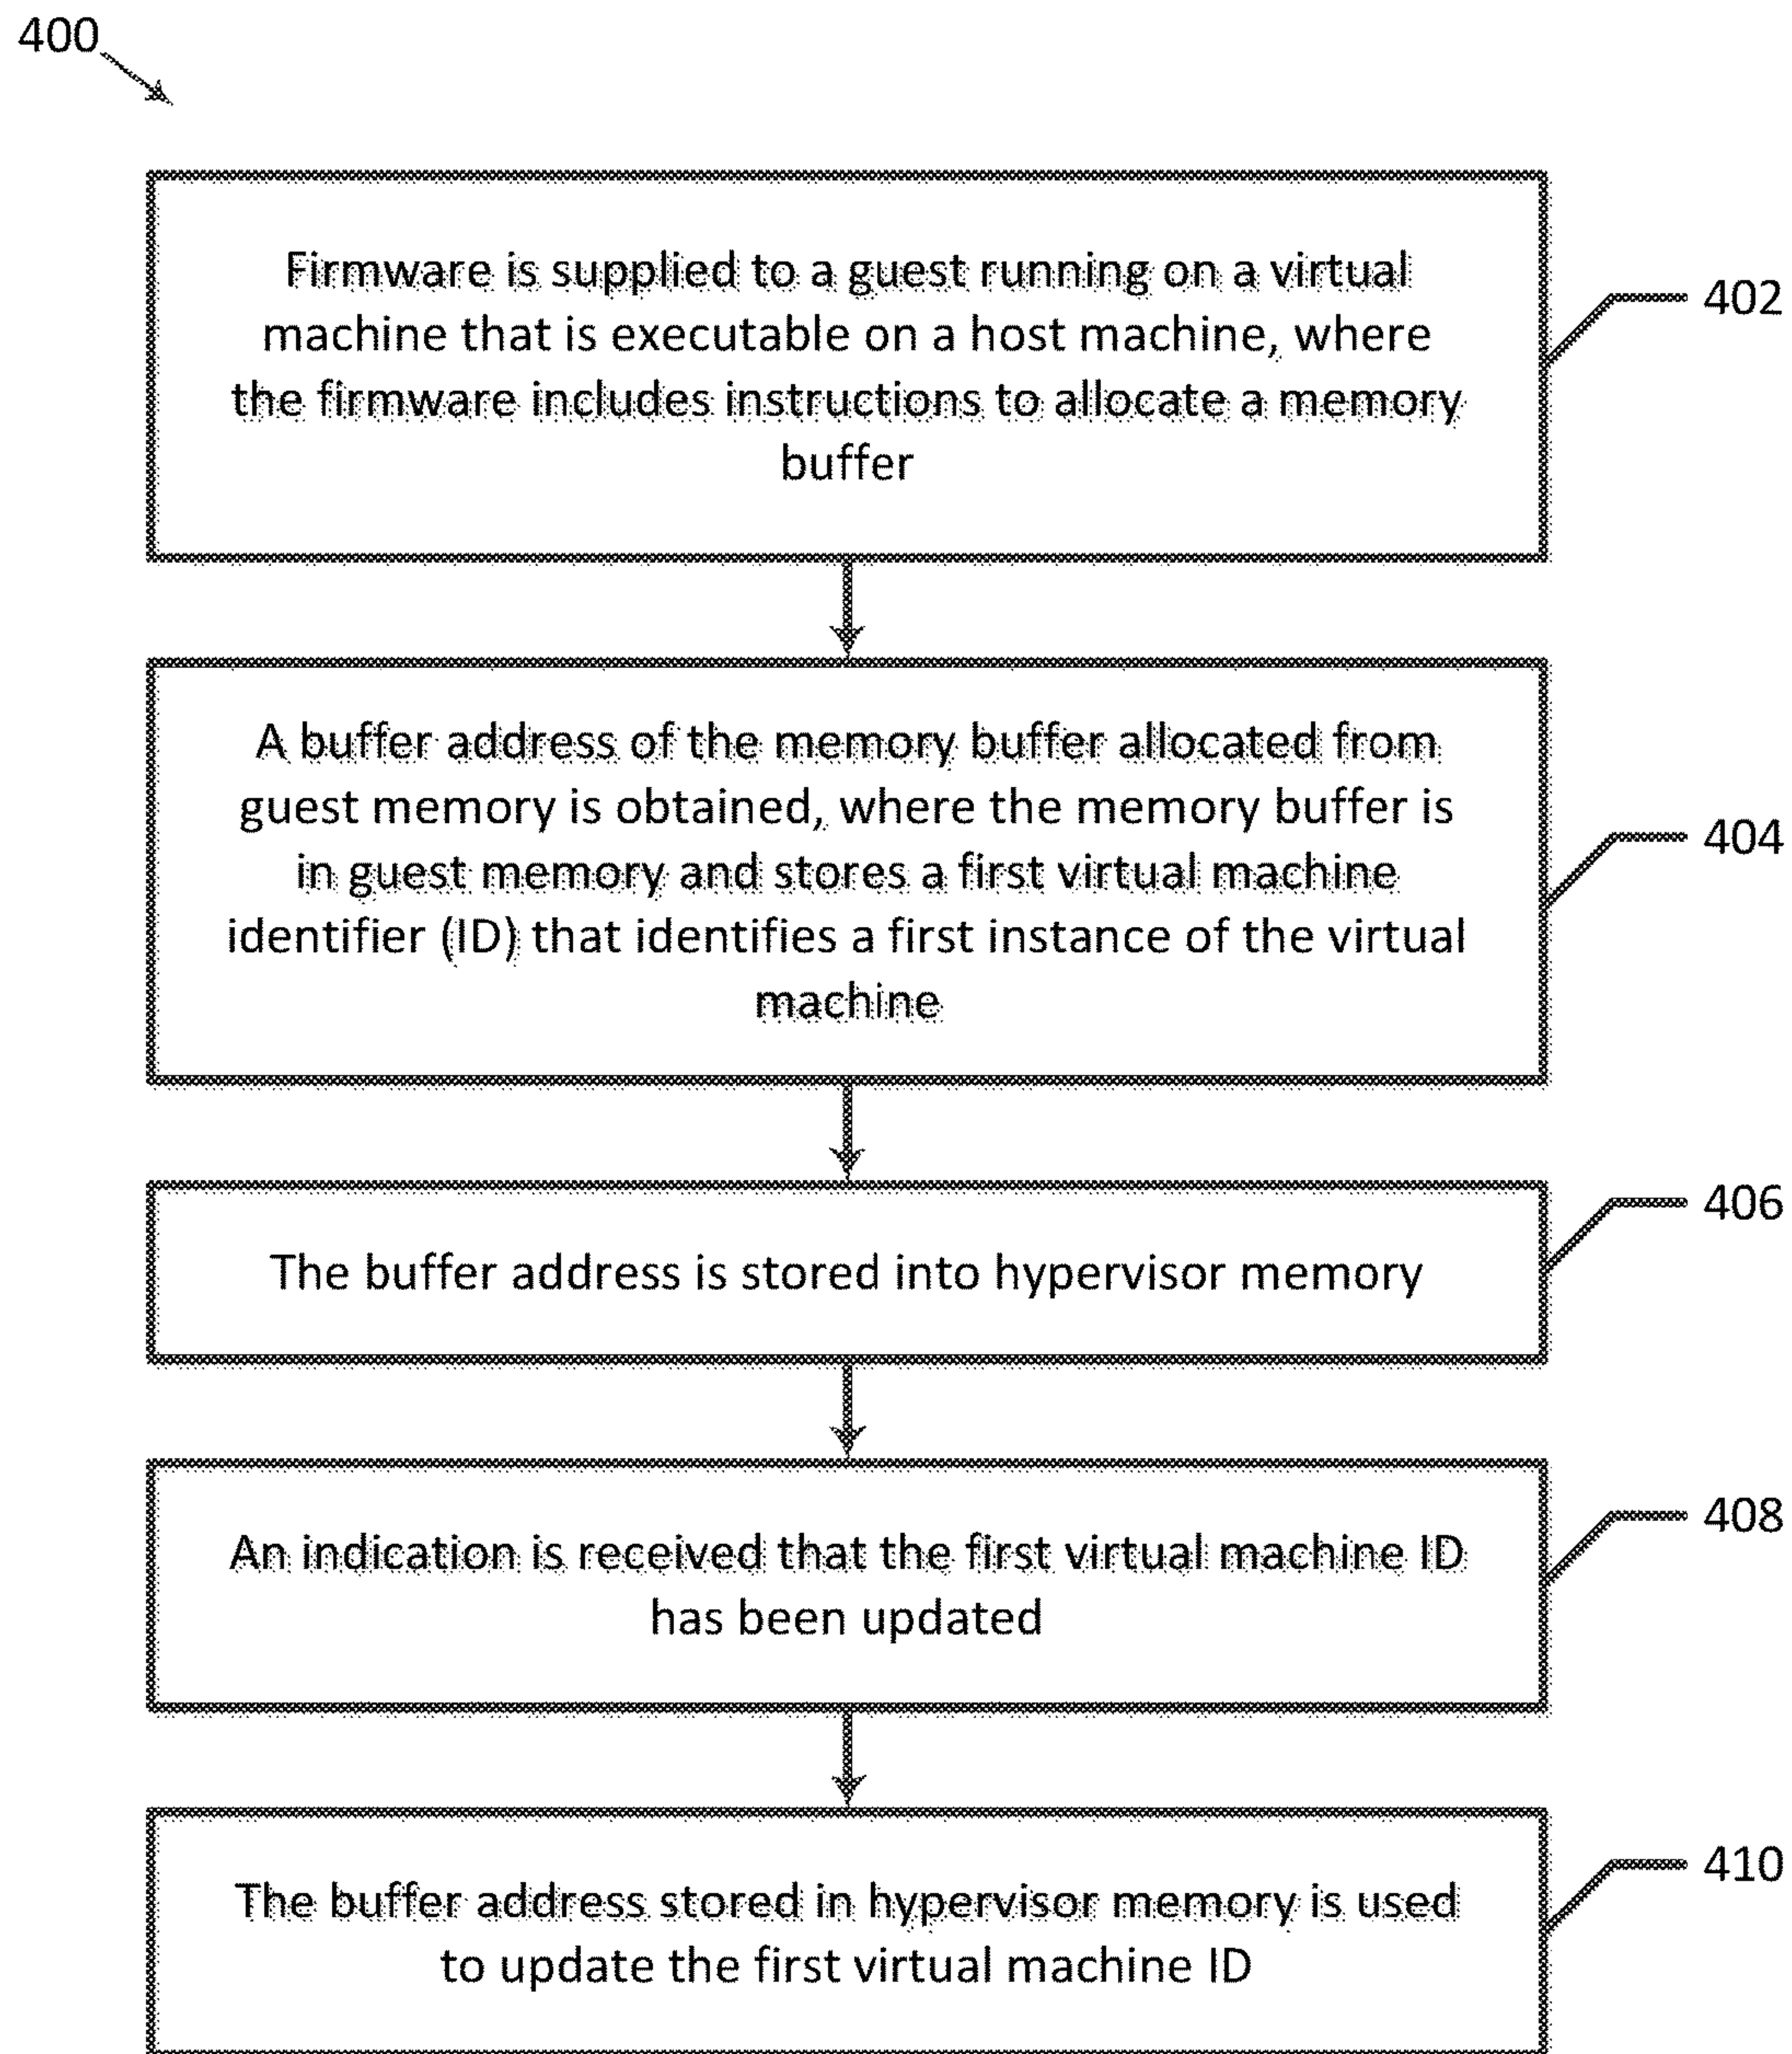 400
Firmware is supplied to a guest running on a virtual
machine that is executable on a host machine, where
the firmware includes instructions to allocate a memory
buffer
402
A buffer address of the memory buffer allocated from
guest memory is obtained, where the memory buffer is
in guest memory and stores a first virtual machine
identifier (ID) that identifies a first instance of the virtual
machine
404
The buffer address is stored into hypervisor memory
406
An indication is received that the first virtual machine ID
has been updated
408
The buffer address stored in hypervisor memory is used
to update the first virtual machine ID
410